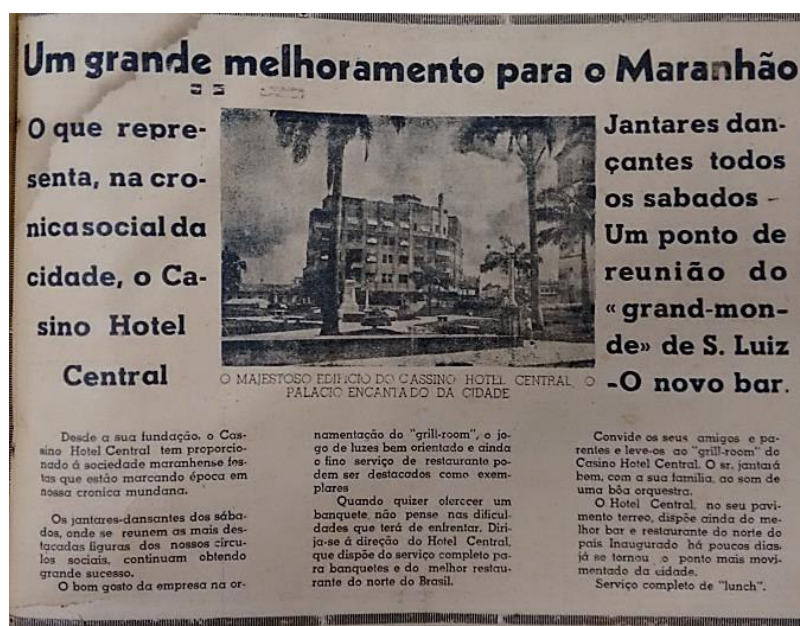 Um grande melhoramento para o Maranhão
O que repre-
senta, na cro-
nica social da
cidade, o Ca-
sino Hotel
Central
O MAJESTOSO EDIFICIO DO CASSINO HOTEL CENTRAL, O
PALACIO ENCANTADO DA CIDADE
Jantares dan-
çantes todos
os sabados -
Um ponto de
reunião do
«grand-mon-
de» de S. Luiz
-O novo bar.
Desde a sua fundação, o Cas-
sino Hotel Central tem proporcio-
nado á sociedade maranhense fes-
tas que estão marcando época em
nossa cronica mundana.
Os jantares-dansantes dos sába-
dos, onde se reunem as mais des-
tacadas figuras dos nossos circu-
los sociais, continuam obtendo
grande sucesso.
O bom gosto da empresa na or-
namentação do "grill-room", o jo-
go de luzes bem orientado e ainda
o fino serviço de restaurante po-
dem ser destacados como exem-
plares
Quando quizer oferecer um
banquete, não pense nas dificul-
dades que terá de enfrentar. Diri-
ja-se á direção do Hotel Central,
que dispõe do serviço completo pa-
ra banquetes e do melhor restau-
rante do norte do Brasil.
Convide os seus amigos e pa-
rentes e leve-os ao "grill-room" do
Casino Hotel Central. O sr. jantará
bem, com a sua familia, ao som de
uma bôa orquestra.
O Hotel Central, no seu pavi-
mento terreo, dispõe ainda do me-
lhor bar e restaurante do norte do
país Inaugurado há poucos dias,
já se tornou o ponto mais movi-
mentado da cidade.
Serviço completo de "lunch".